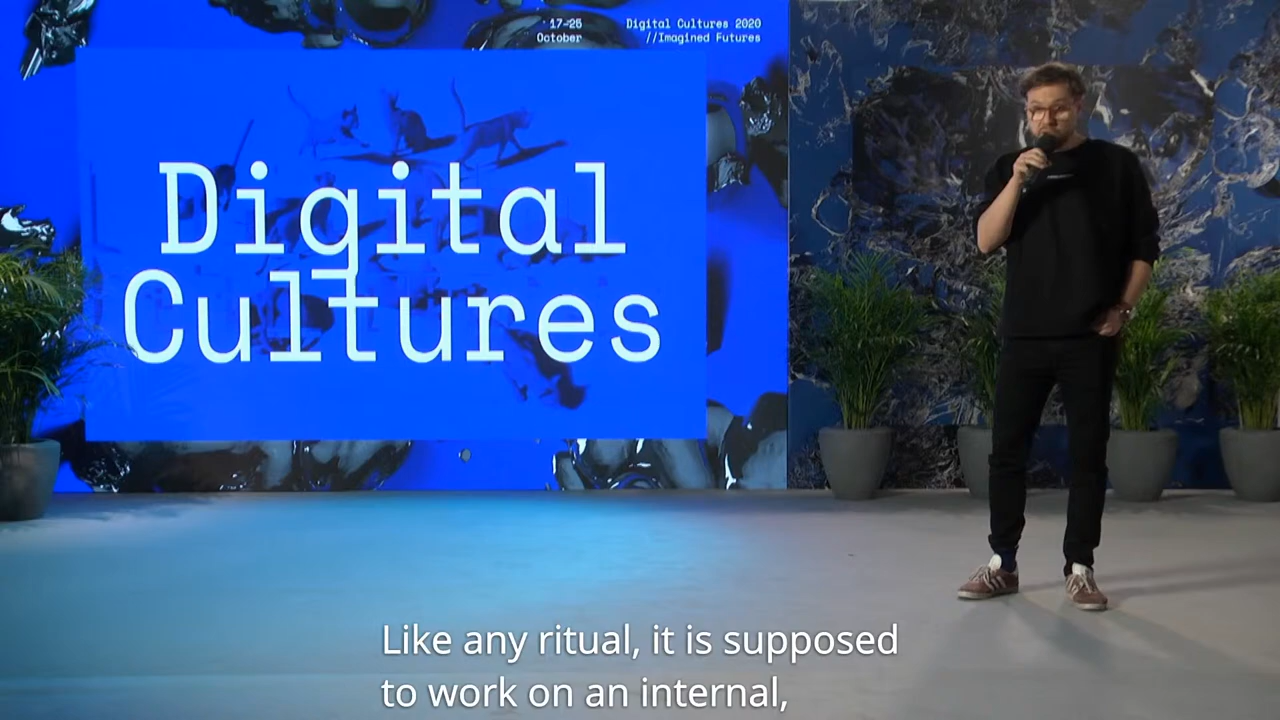 17–25
October
Digital Cultures 2020
//Imagined Futures
Digital
Cultures
Like any ritual, it is supposed
to work on an internal,